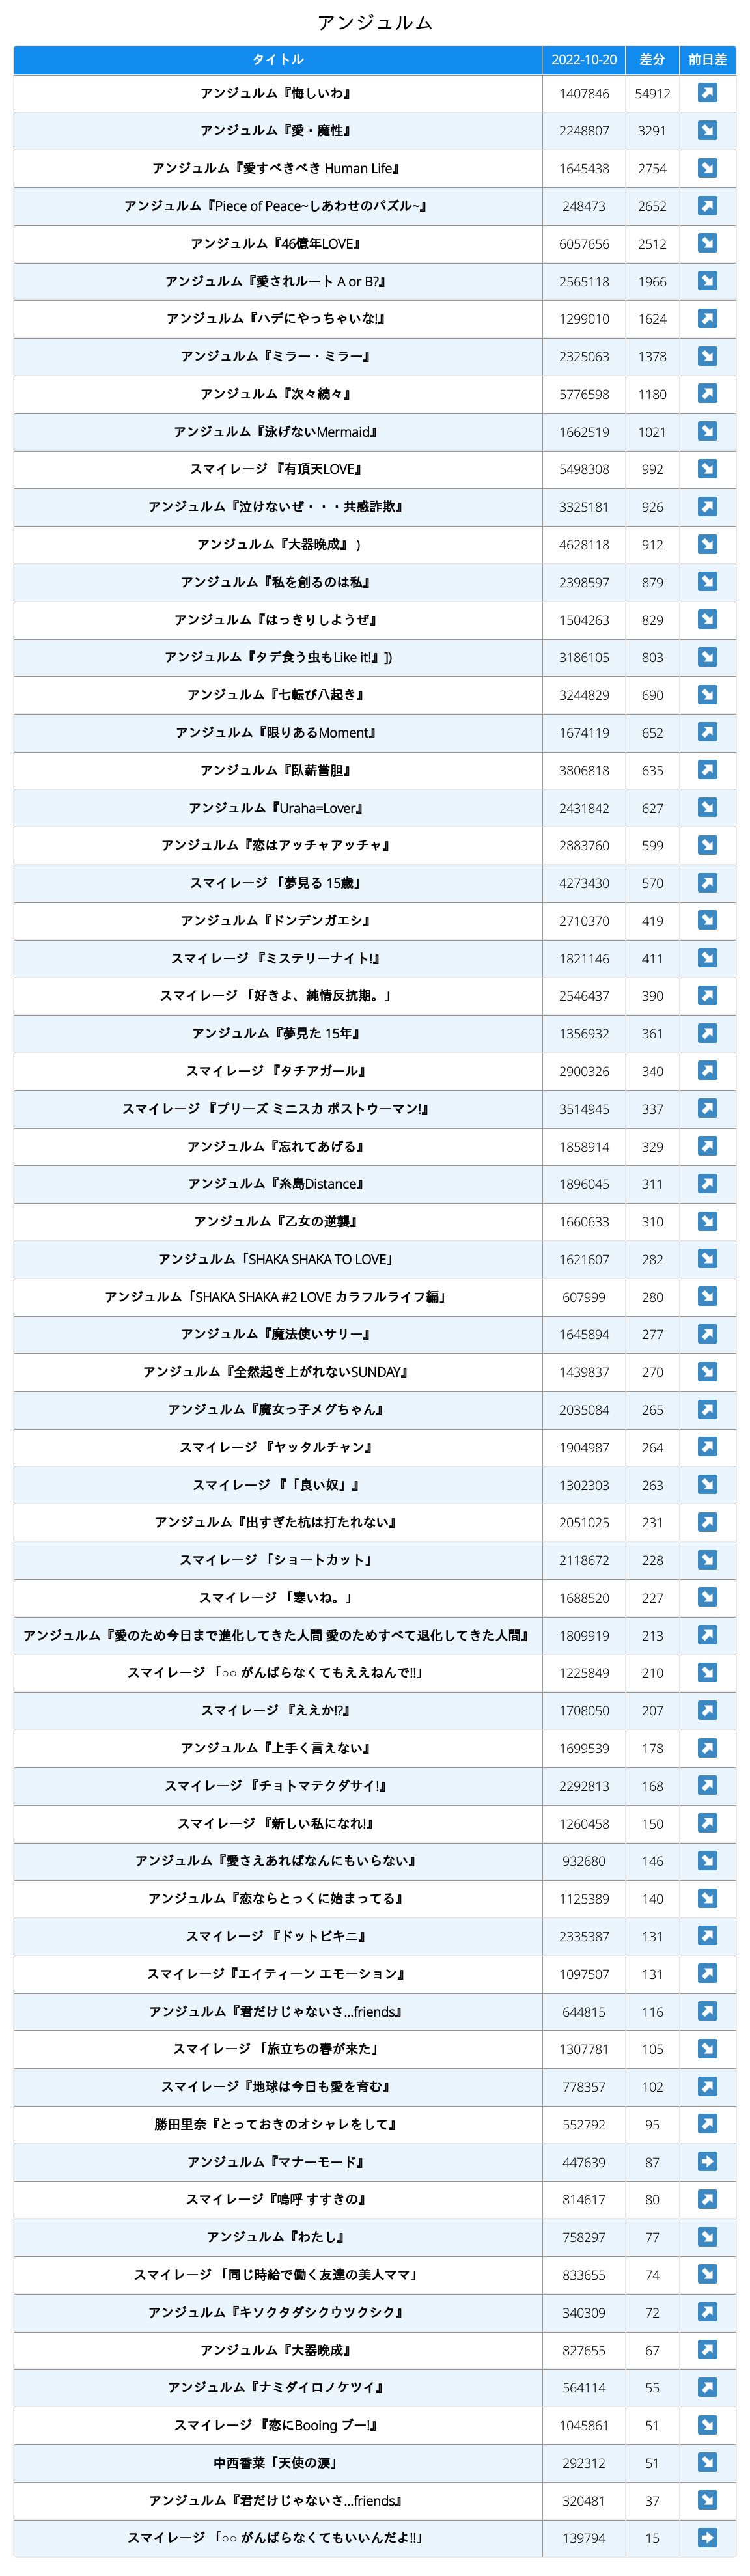 アンジュルム
タイトル 2022-10-20 差分 前日差
アンジュルム『悔しいわ』 1407846 54912
アンジュルム『愛・魔性』 2248807 3291
アンジュルム『愛すべきべき Human Life』 1645438 2754
アンジュルム『Piece of Peace~しあわせのパズル~』 248473 2652
アンジュルム『46億年LOVE』 6057656 2512
アンジュルム『愛されルート A or B?』 2565118 1966
アンジュルム『ハデにやっちゃいな!』 1299010 1624
アンジュルム『ミラー・ミラー』 2325063 1378
アンジュルム『次々続々』 5776598 1180
アンジュルム『泳げないMermaid』 1662519 1021
スマイレージ 『有頂天LOVE』 5498308 992
アンジュルム『泣けないぜ・・・共感詐欺』 3325181 926
アンジュルム『大器晩成』 ) 4628118 912
アンジュルム『私を創るのは私』 2398597 879
アンジュルム『はっきりしようぜ』 1504263 829
アンジュルム『タデ食う虫もLike it!』]) 3186105 803
アンジュルム『七転び八起き』 3244829 690
アンジュルム『限りあるMoment』 1674119 652
アンジュルム『臥薪嘗胆』 3806818 635
アンジュルム『Uraha=Lover』 2431842 627
アンジュルム『恋はアッチャアッチャ』 2883760 599
スマイレージ 「夢見る 15歳」 4273430 570
アンジュルム『ドンデンガエシ』 2710370 419
スマイレージ 『ミステリーナイト!』 1821146 411
スマイレージ 「好きよ、純情反抗期。」 2546437 390
アンジュルム『夢見た 15年』 1356932 361
スマイレージ 『タチアガール』 2900326 340
スマイレージ 『プリーズ ミニスカ ポストウーマン!』 3514945 337
アンジュルム『忘れてあげる』 1858914 329
アンジュルム『糸島Distance』 1896045 311
アンジュルム『乙女の逆襲』 1660633 310
アンジュルム「SHAKA SHAKA TO LOVE」 1621607 282
アンジュルム「SHAKA SHAKA #2 LOVE カラフルライフ編」 607999 280
アンジュルム『魔法使いサリー』 1645894 277
アンジュルム『全然起き上がれないSUNDAY』 1439837 270
アンジュルム『魔女っ子メグちゃん』 2035084 265
スマイレージ 『ヤッタルチャン』 1904987 264
スマイレージ 『「良い奴」』 1302303 263
アンジュルム『出すぎた杭は打たれない』 2051025 231
スマイレージ 「ショートカット」 2118672 228
スマイレージ 「寒いね。」 1688520 227
アンジュルム『愛のため今日まで進化してきた人間 愛のためすべて退化してきた人間』 1809919 213
スマイレージ 「○○ がんばらなくてもええねんで!!」 1225849 210
スマイレージ 『ええか!?』 1708050 207
アンジュルム『上手く言えない』 1699539 178
スマイレージ 『チョトマテクダサイ!』 2292813 168
スマイレージ 『新しい私になれ!』 1260458 150
アンジュルム『愛さえあればなんにもいらない』 932680 146
アンジュルム『恋ならとっくに始まってる』 1125389 140
スマイレージ 『ドットビキニ』 2335387 131
スマイレージ『エイティーン エモーション』 1097507 131
アンジュルム『君だけじゃないさ...friends』 644815 116
スマイレージ 「旅立ちの春が来た」 1307781 105
スマイレージ『地球は今日も愛を育む』 778357 102
勝田里奈『とっておきのオシャレをして』 552792 95
アンジュルム『マナーモード』 447639 87
スマイレージ『嗚呼 すすきの』 814617 80
アンジュルム『わたし』 758297 77
スマイレージ 「同じ時給で働く友達の美人ママ」 833655 74
アンジュルム『キソクタダシクウツクシク』 340309 72
アンジュルム『大器晩成』 827655 67
アンジュルム『ナミダイロノケツイ』 564114 55
スマイレージ 『恋にBooing ブー!』 1045861 51
中西香菜「天使の涙」 292312 51
アンジュルム『君だけじゃないさ...friends』 320481 37
スマイレージ 「○○ がんばらなくてもいいんだよ!!」 139794 15